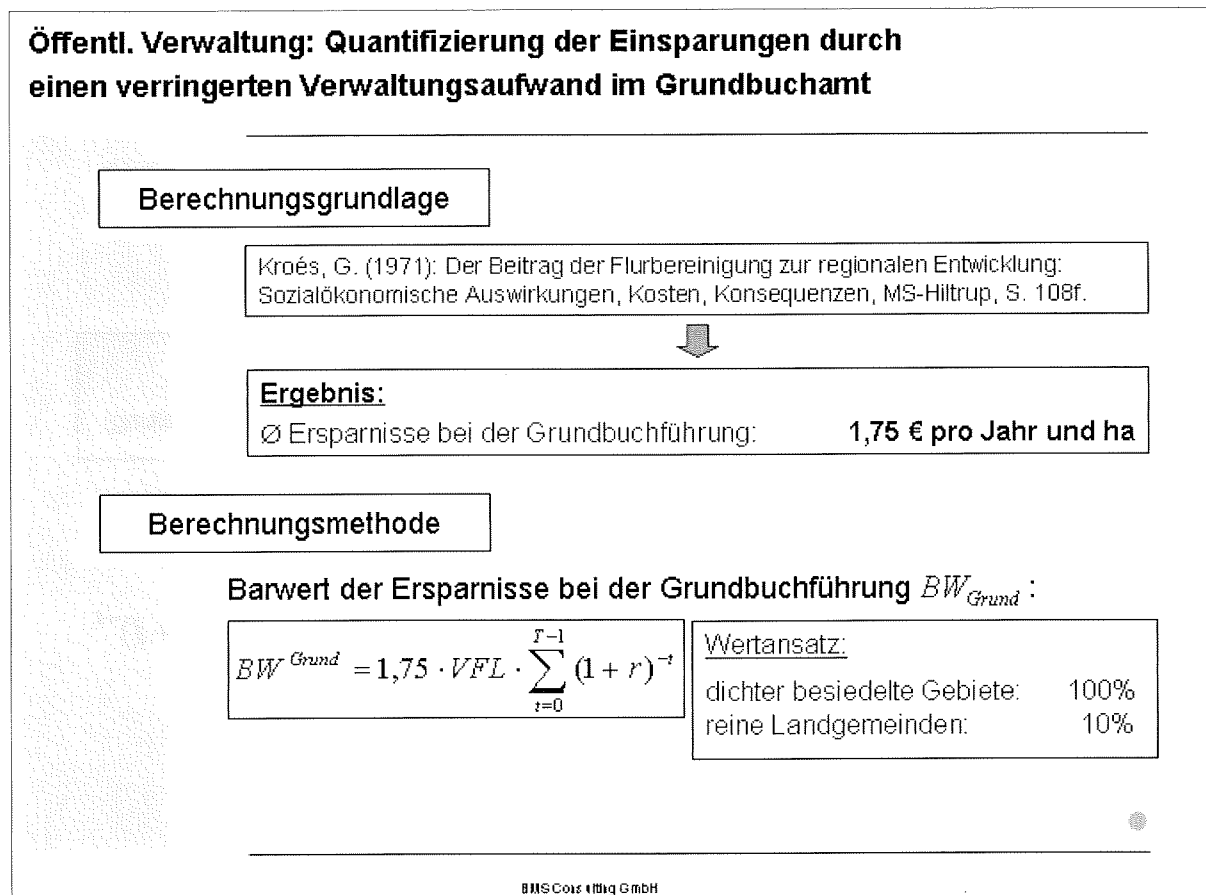 Öffentl. Verwaltung: Quantifizierung der Einsparungen durch
einen verringerten Verwaltungsaufwand im Grundbuchamt
Berechnungsgrundlage
Kroés, G. (1971): Der Beitrag der Flurbereinigung zur regionalen Entwicklung:
Sozialökonomische Auswirkungen, Kosten, Konsequenzen, MS-Hiltrup, S. 108f.
Ergebnis:
Ø Ersparnisse bei der Grundbuchführung: 1,75 € pro Jahr und ha
Berechnungsmethode
Barwert der Ersparnisse bei der Grundbuchführung BW_Grund :
BW^Grund = 1,75 · VFL · ∑_{t=0}^{T−1} (1 + r)^−t
Wertansatz:
dichter besiedelte Gebiete: 100%
reine Landgemeinden: 10%
BMS Consulting GmbH